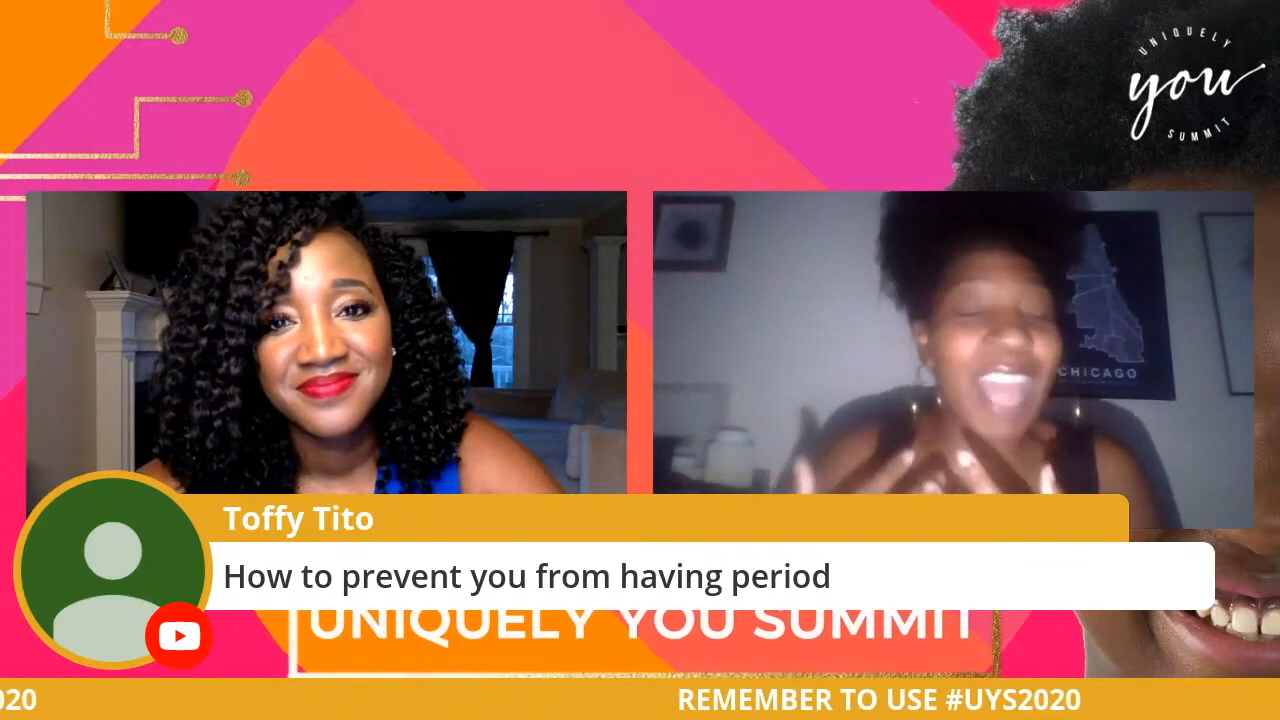 UNIQUELY
you
SUMMIT
CHICAGO
Toffy Tito
How to prevent you from having period
UNIQUELY YOU SUMMIT
020
REMEMBER TO USE #UYS2020